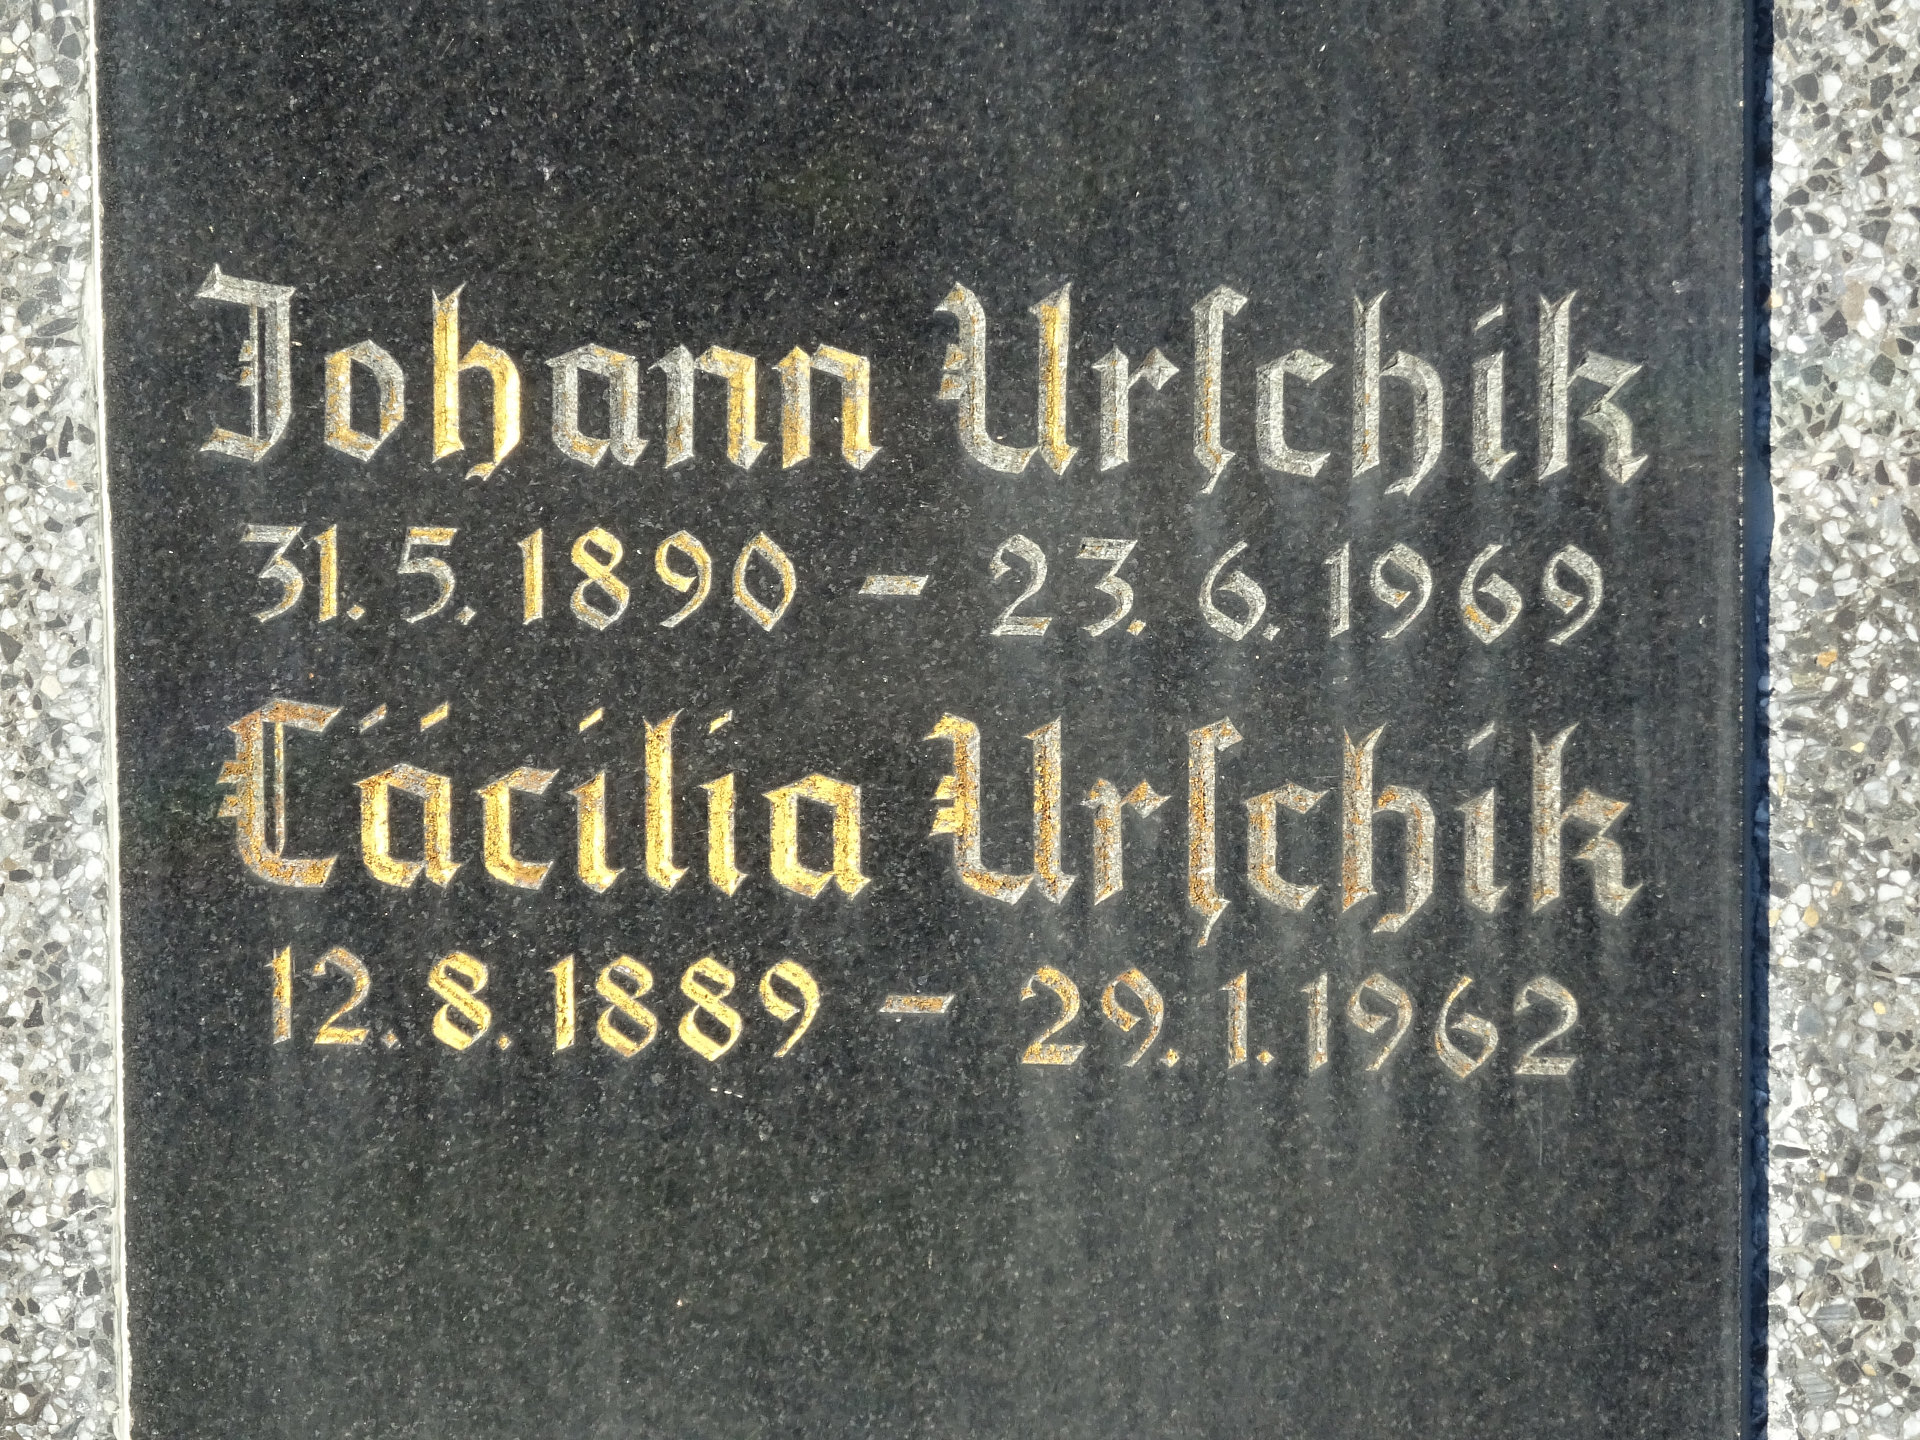 Johann Urſchik
31. 5. 1890 – 23. 6. 1969
Cäcilia Urſchik
12. 8. 1889 – 29. 1. 1962